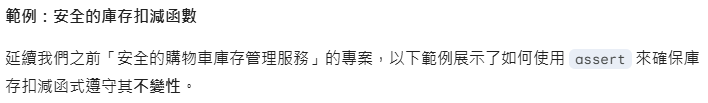 範例：安全的庫存扣減函數
延續我們之前「安全的購物車庫存管理服務」的專案，以下範例展示了如何使用 assert 來確保庫
存扣減函式遵守其不變性。